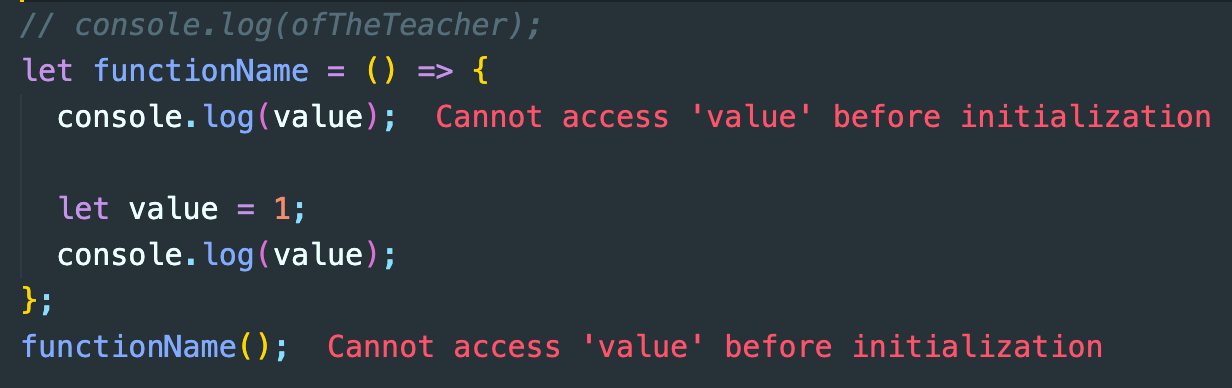 // console.log(ofTheTeacher);
let functionName = () => {
console.log(value); Cannot access 'value' before initialization
let value = 1;
console.log(value);
};
functionName(); Cannot access 'value' before initialization